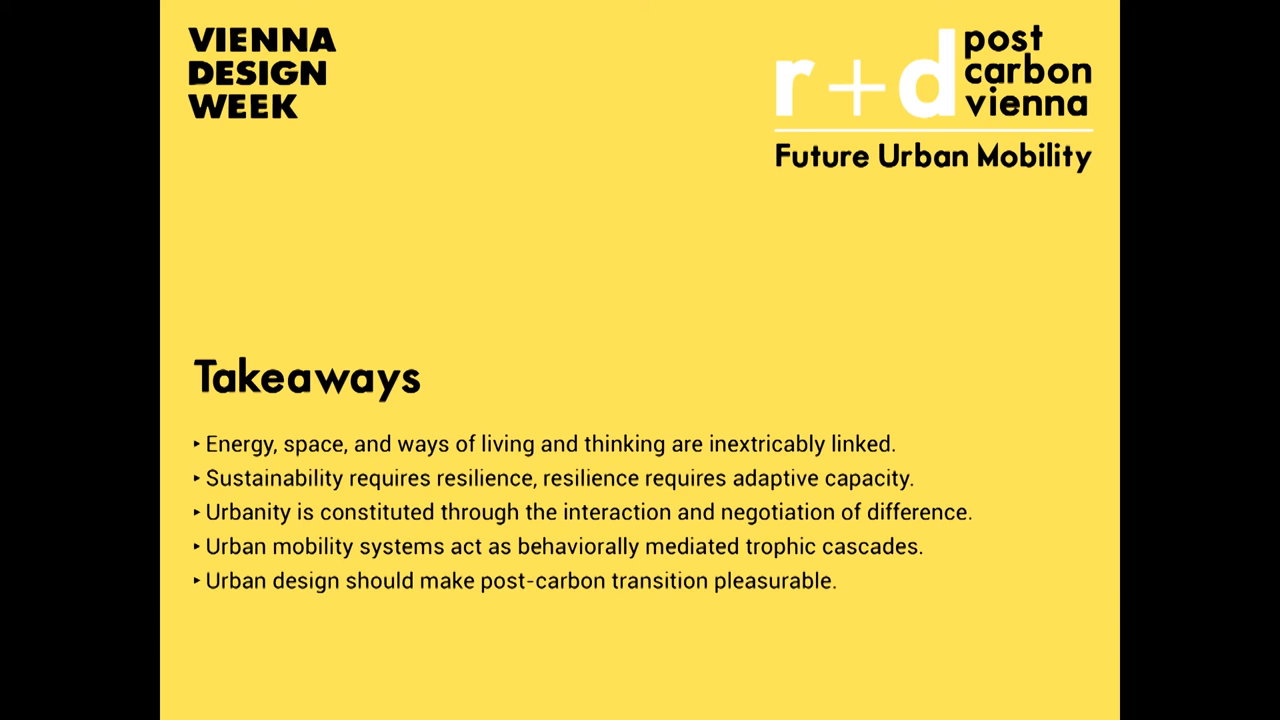 VIENNA
DESIGN
WEEK
r+d
post
carbon
vienna
Future Urban Mobility
Takeaways
‣ Energy, space, and ways of living and thinking are inextricably linked.
‣ Sustainability requires resilience, resilience requires adaptive capacity.
‣ Urbanity is constituted through the interaction and negotiation of difference.
‣ Urban mobility systems act as behaviorally mediated trophic cascades.
‣ Urban design should make post-carbon transition pleasurable.